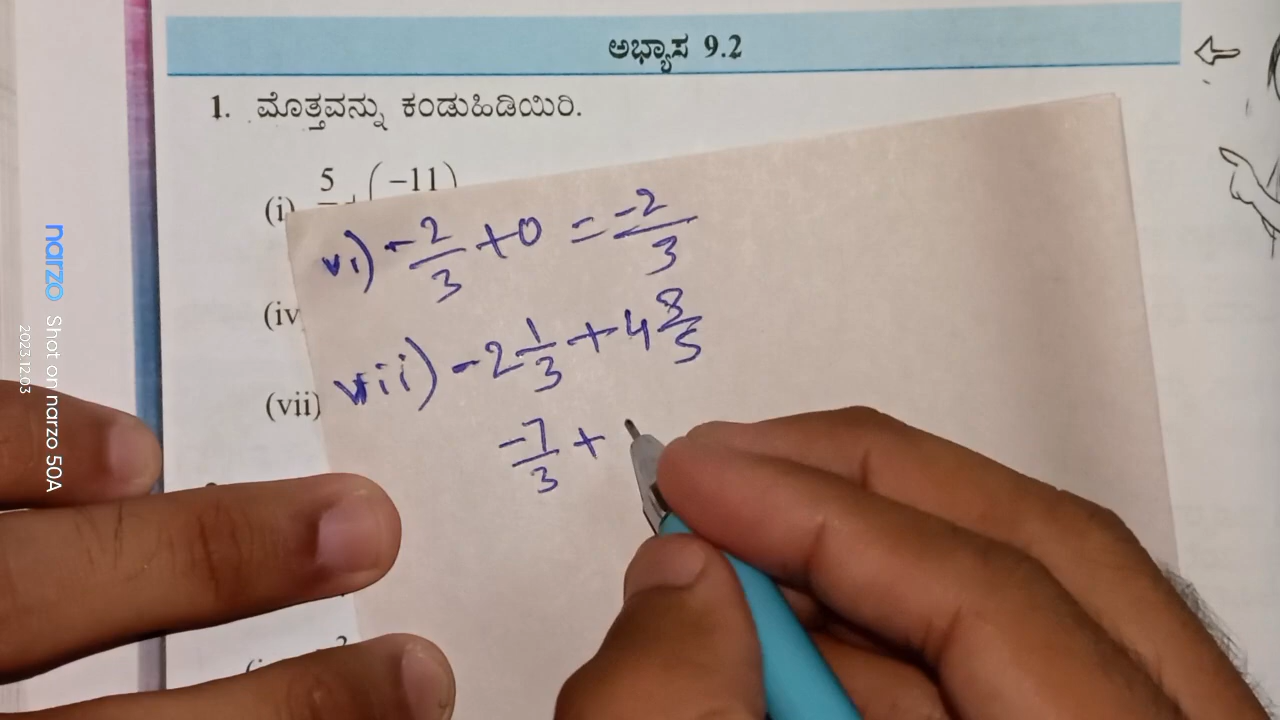 ಅಭ್ಯಾಸ 9.2
1. ಮೊತ್ತವನ್ನು ಕಂಡುಹಿಡಿಯಿರಿ.
(i) 5 (-11)
vi) -2/3 + 0 = -2/3
(iv
vii) -2 1/3 + 4 8/5
(vii)
-7/3 +
narzo Shot on narzo 50A
2023.12.03